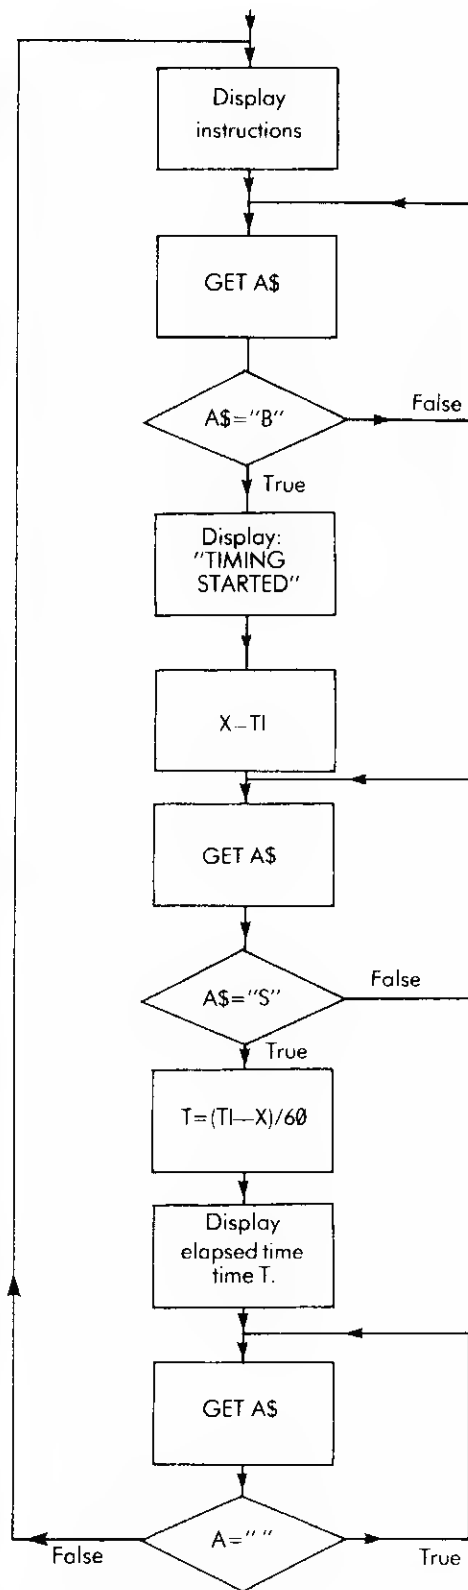 Display
instructions
GET A$
A$="B"
False
True
Display:
"TIMING
STARTED"
X=TI
GET A$
A$="S"
False
True
T=(TI—X)/60
Display
elapsed time
time T.
GET A$
A=" "
False
True